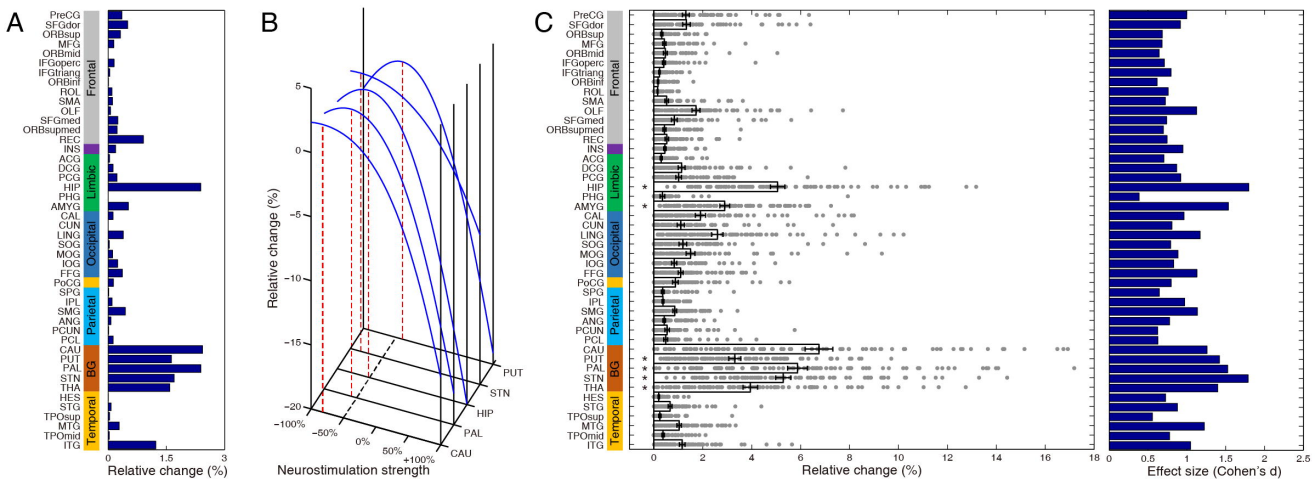 A
PreCG
SFGdor
ORBsup
MFG
ORBmid
IFGoperc
IFGtriang
ORBinf
ROL
SMA
OLF
SFGmed
ORBsupmed
REC
INS
ACG
DCG
PCG
HIP
PHG
AMYG
CAL
CUN
LING
SOG
MOG
IOG
FFG
PoCG
SPG
IPL
SMG
ANG
PCUN
PCL
CAU
PUT
PAL
STN
THA
HES
STG
TPOsup
MTG
TPOmid
ITG
Frontal
Limbic
Occipital
Parietal
BG
Temporal
0 1.5 3
Relative change (%)
B
5
0
−5
−10
−15
−20
Relative change (%)
−100%
−50%
0%
50%
+100%
Neurostimulation strength
PUT
STN
HIP
PAL
CAU
C
PreCG
SFGdor
ORBsup
MFG
ORBmid
IFGoperc
IFGtriang
ORBinf
ROL
SMA
OLF
SFGmed
ORBsupmed
REC
INS
ACG
DCG
PCG
HIP *
PHG
AMYG *
CAL
CUN
LING
SOG
MOG
IOG
FFG
PoCG
SPG
IPL
SMG
ANG
PCUN
PCL
CAU
PUT *
PAL *
STN *
THA *
HES
STG
TPOsup
MTG
TPOmid
ITG
Frontal
Limbic
Occipital
Parietal
BG
Temporal
0 2 4 6 8 10 12 14 16 18
Relative change (%)
0 0.5 1 1.5 2 2.5
Effect size (Cohen's d)